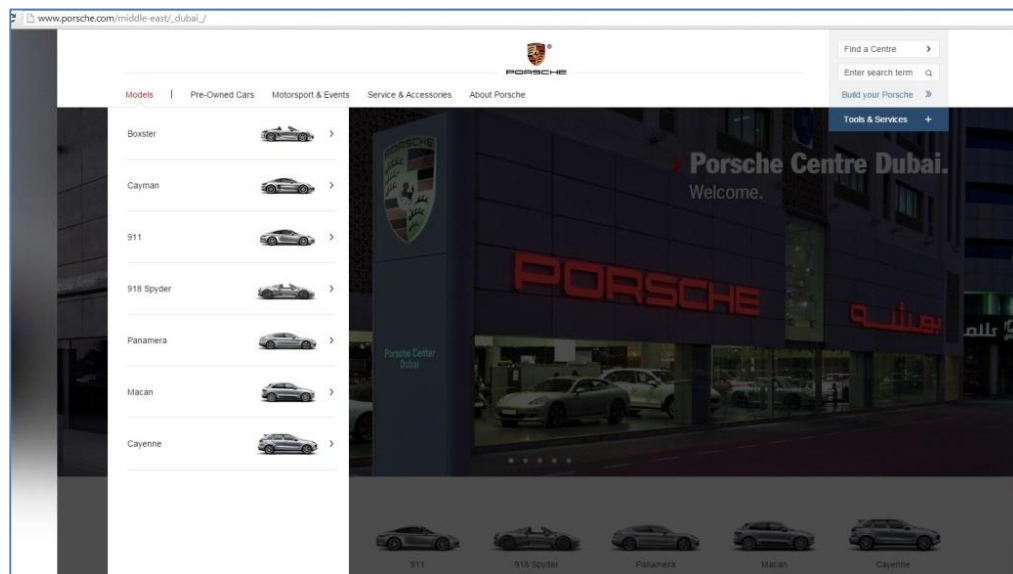 www.porsche.com/middle-east/_dubai_/
PORSCHE
Find a Centre
Enter search term
Build your Porsche
Tools & Services +
Models | Pre-Owned Cars Motorsport & Events Service & Accessories About Porsche
Boxster
Cayman
911
918 Spyder
Panamera
Macan
Cayenne
PORSCHE
Porsche Centre Dubai.
Welcome.
PORSCHE
بورشه
Porsche Center
Dubai
911 918 Spyder Panamera Macan Cayenne